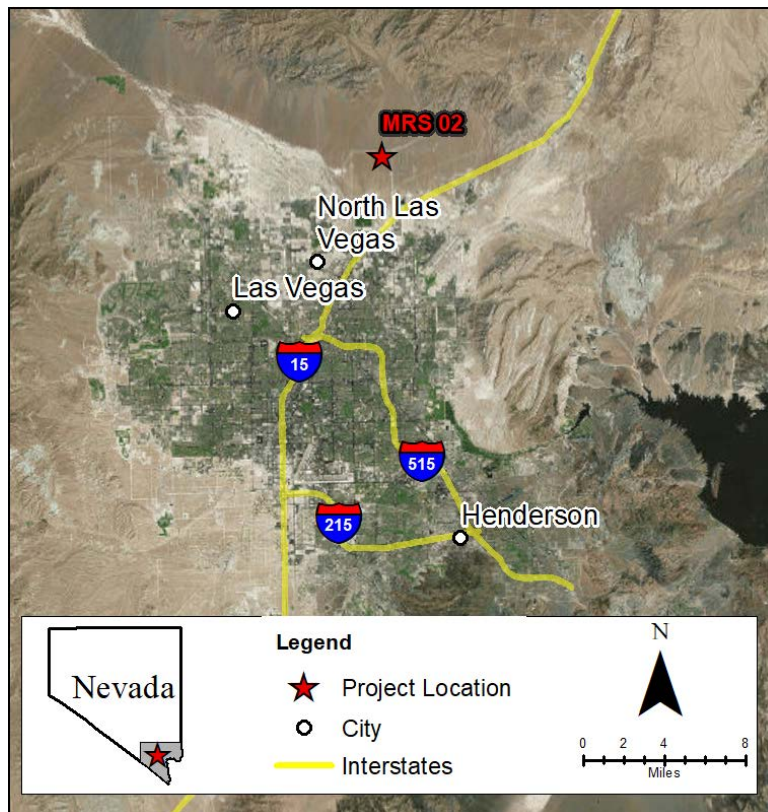 MRS 02
North Las
Vegas
Las Vegas
15
515
215
Henderson
Nevada
Legend
Project Location
City
Interstates
N
0 2 4 8
Miles